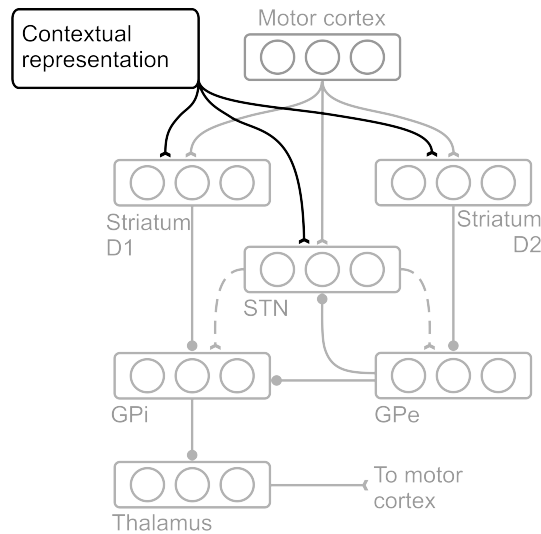 Motor cortex
Contextual
representation
Striatum
D1
Striatum
D2
STN
GPi
GPe
To motor
cortex
Thalamus